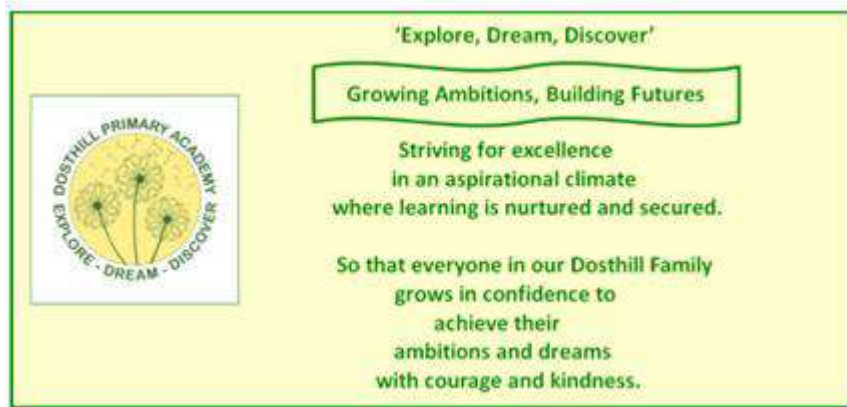 'Explore, Dream, Discover'
Growing Ambitions, Building Futures
DOSTHILL PRIMARY ACADEMY
EXPLORE - DREAM - DISCOVER
Striving for excellence
in an aspirational climate
where learning is nurtured and secured.
So that everyone in our Dosthill Family
grows in confidence to
achieve their
ambitions and dreams
with courage and kindness.